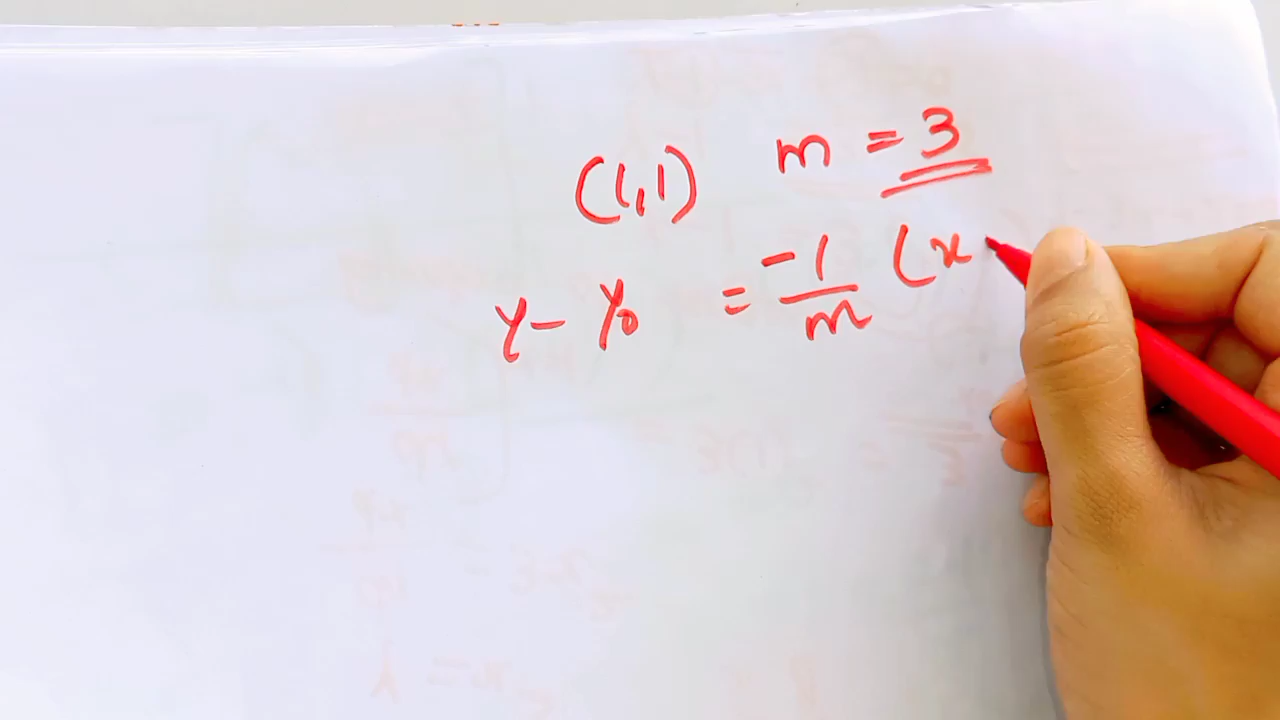 (1,1) m = 3
y - y₀ = -1/m (x